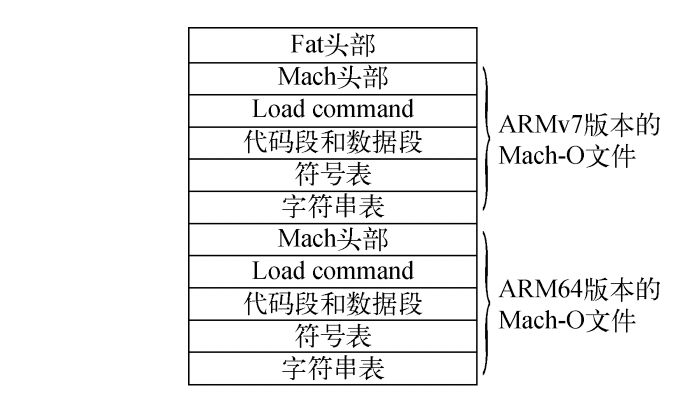 Fat头部
Mach头部
Load command
代码段和数据段
符号表
字符串表
ARMv7版本的
Mach-O文件
Mach头部
Load command
代码段和数据段
符号表
字符串表
ARM64版本的
Mach-O文件